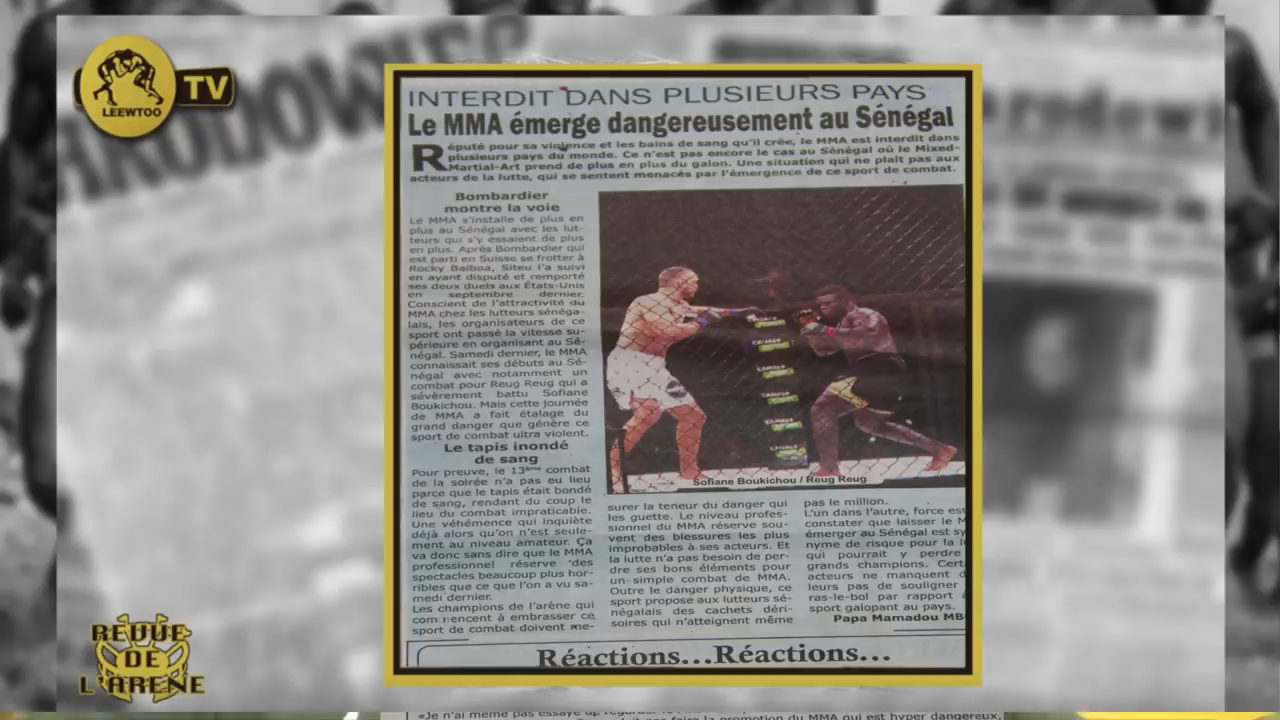 LEEWTOO
TV
INTERDIT DANS PLUSIEURS PAYS
Le MMA émerge dangereusement au Sénégal
Réputé pour sa violence et les bains de sang qu'il crée, le MMA est interdit dans
plusieurs pays du monde. Ce n'est pas encore le cas au Sénégal où le Mixed-
Martial-Art prend de plus en plus du galon. Une situation qui ne plaît pas aux
acteurs de la lutte, qui se sentent menacés par l'émergence de ce sport de combat.
Bombardier
montre la voie
Le MMA s'installe de plus en
plus au Sénégal avec les lut-
teurs qui s'y essaient de plus
en plus. Après Bombardier qui
est parti en Suisse se frotter à
Rocky Balboa, Siteu l'a suivi
en ayant disputé et remporté
ses deux duels aux États-Unis
en septembre dernier.
Conscient de l'attractivité du
MMA chez les lutteurs sénéga-
lais, les organisateurs de ce
sport ont passé la vitesse su-
périeure en organisant au Sé-
négal. Samedi dernier, le MMA
connaissait ses débuts au Sé-
négal avec notamment un
combat pour Reug Reug qui a
sévèrement battu Sofiane
Boukichou. Mais cette journée
de MMA a fait étalage du
grand danger que génère ce
sport de combat ultra violent.
Le tapis inondé
de sang
Pour preuve, le 13ème combat
de la soirée n'a pas eu lieu
parce que le tapis était bondé
de sang, rendant du coup le
lieu du combat impraticable.
Une véhémence qui inquiète
déjà alors qu'on n'est seule-
ment au niveau amateur. Ça
va donc sans dire que le MMA
professionnel réserve des
spectacles beaucoup plus hor-
ribles que ce que l'on a vu sa-
medi dernier.
Les champions de l'arène qui
commencent à embrasser ce
sport de combat doivent me-
Sofiane Boukichou / Reug Reug
surer la teneur du danger qui
les guette. Le niveau profes-
sionnel du MMA réserve sou-
vent des blessures les plus
improbables à ses acteurs. Et
la lutte n'a pas besoin de per-
dre ses bons éléments pour
un simple combat de MMA.
Outre le danger physique, ce
sport propose aux lutteurs sé-
négalais des cachets déri-
soires qui n'atteignent même
pas le million.
L'un dans l'autre, force est
constater que laisser le M
émerger au Sénégal est sy
nyme de risque pour la l
qui pourrait y perdre
grands champions. Cert
acteurs ne manquent d
leurs pas de souligner
ras-le-bol par rapport à
sport galopant au pays.
Papa Mamadou MB
Réactions...Réactions...
REVUE
DE
L'ARENE